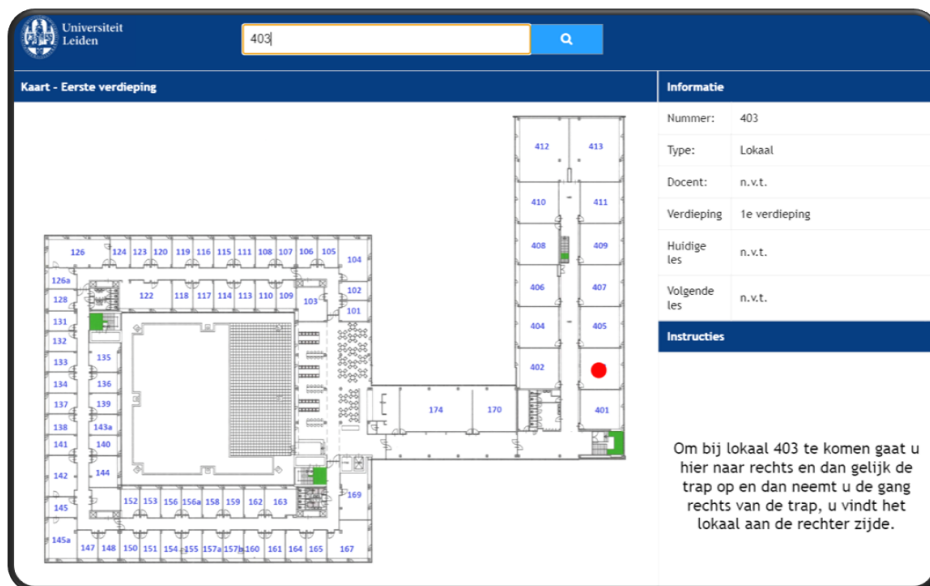 Universiteit
Leiden
403
Kaart - Eerste verdieping
Informatie
Nummer: 403
Type: Lokaal
Docent: n.v.t.
Verdieping 1e verdieping
Huidige
les n.v.t.
Volgende
les n.v.t.
Instructies
Om bij lokaal 403 te komen gaat u
hier naar rechts en dan gelijk de
trap op en dan neemt u de gang
rechts van de trap, u vindt het
lokaal aan de rechter zijde.
412 413
410 411
408 409
406 407
404 405
402
401
174 170
126 124 123 120 119 116 115 111 108 107 106 105
104
126a
122 118 117 114 113 110 109
103
102
101
128
131
132
133
134
137
138
141
142
145
145a
135
136
139
143a
140
144
152 153 156 156a 158 159 162 163
169
147 148 150 151 154 155 157a 157b 160 161 164 165 167